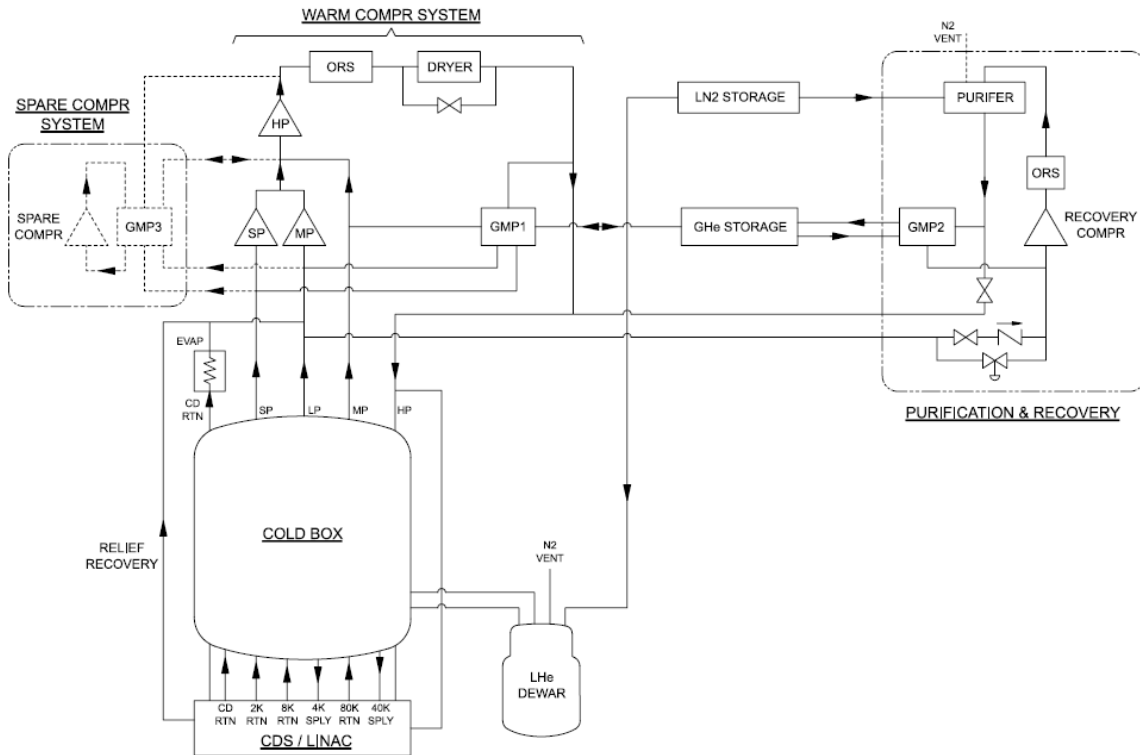 WARM COMPR SYSTEM
N2
VENT
ORS
DRYER
SPARE COMPR
SYSTEM
LN2 STORAGE
PURIFER
HP
ORS
SPARE
COMPR
GMP3
SP
MP
GMP1
GHe STORAGE
GMP2
RECOVERY
COMPR
EVAP
CD
RTN
SP
LP
MP
HP
PURIFICATION & RECOVERY
COLD BOX
RELIEF
RECOVERY
N2
VENT
LHe
DEWAR
CD
RTN
2K
RTN
8K
RTN
4K
SPLY
80K
RTN
40K
SPLY
CDS / LINAC